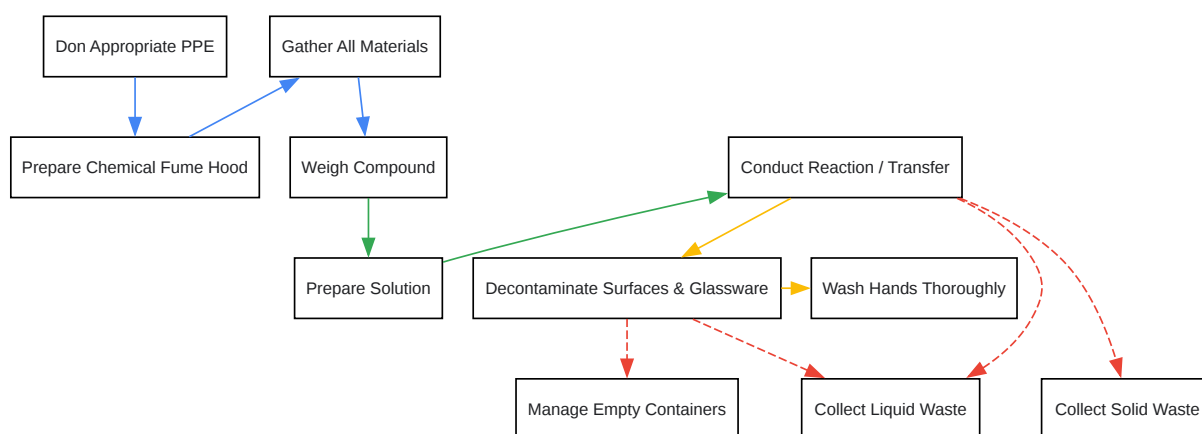 Don Appropriate PPE
Gather All Materials
Prepare Chemical Fume Hood
Weigh Compound
Conduct Reaction / Transfer
Prepare Solution
Decontaminate Surfaces & Glassware
Wash Hands Thoroughly
Manage Empty Containers
Collect Liquid Waste
Collect Solid Waste